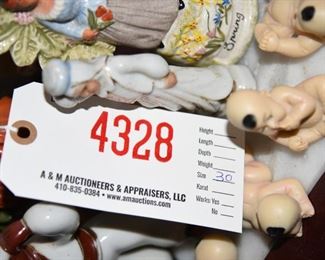 Spring
4328
Height
Length
Depth
Weight
Size 30
Karat
Works: Yes
No
A & M AUCTIONEERS & APPRAISERS, LLC
410-835-0384 • www.amauctions.com